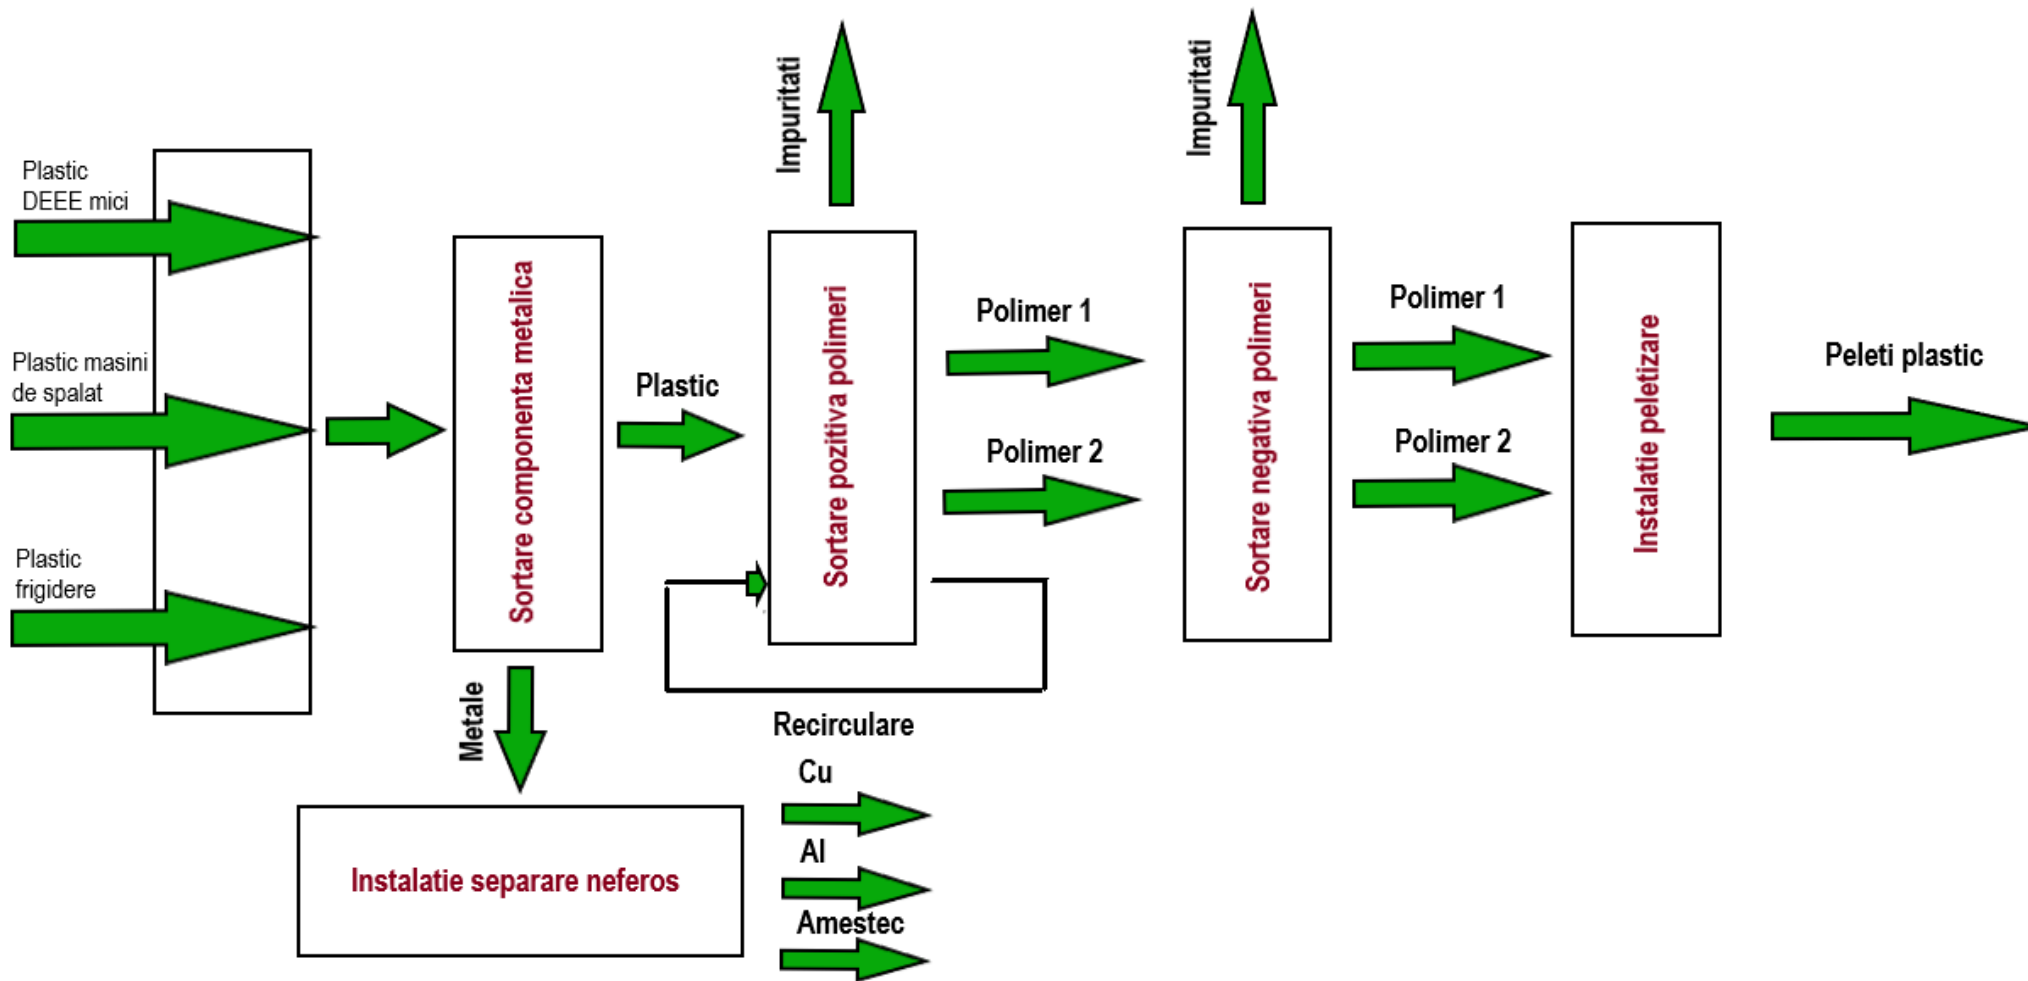 Plastic
DEEE mici
Plastic masini
de spalat
Plastic
frigidere
Sortare componenta metalica
Metale
Plastic
Impuritati
Sortare pozitiva polimeri
Polimer 1
Polimer 2
Recirculare
Impuritati
Sortare negativa polimeri
Polimer 1
Polimer 2
Instalatie peletizare
Peleti plastic
Instalatie separare neferos
Cu
Al
Amestec